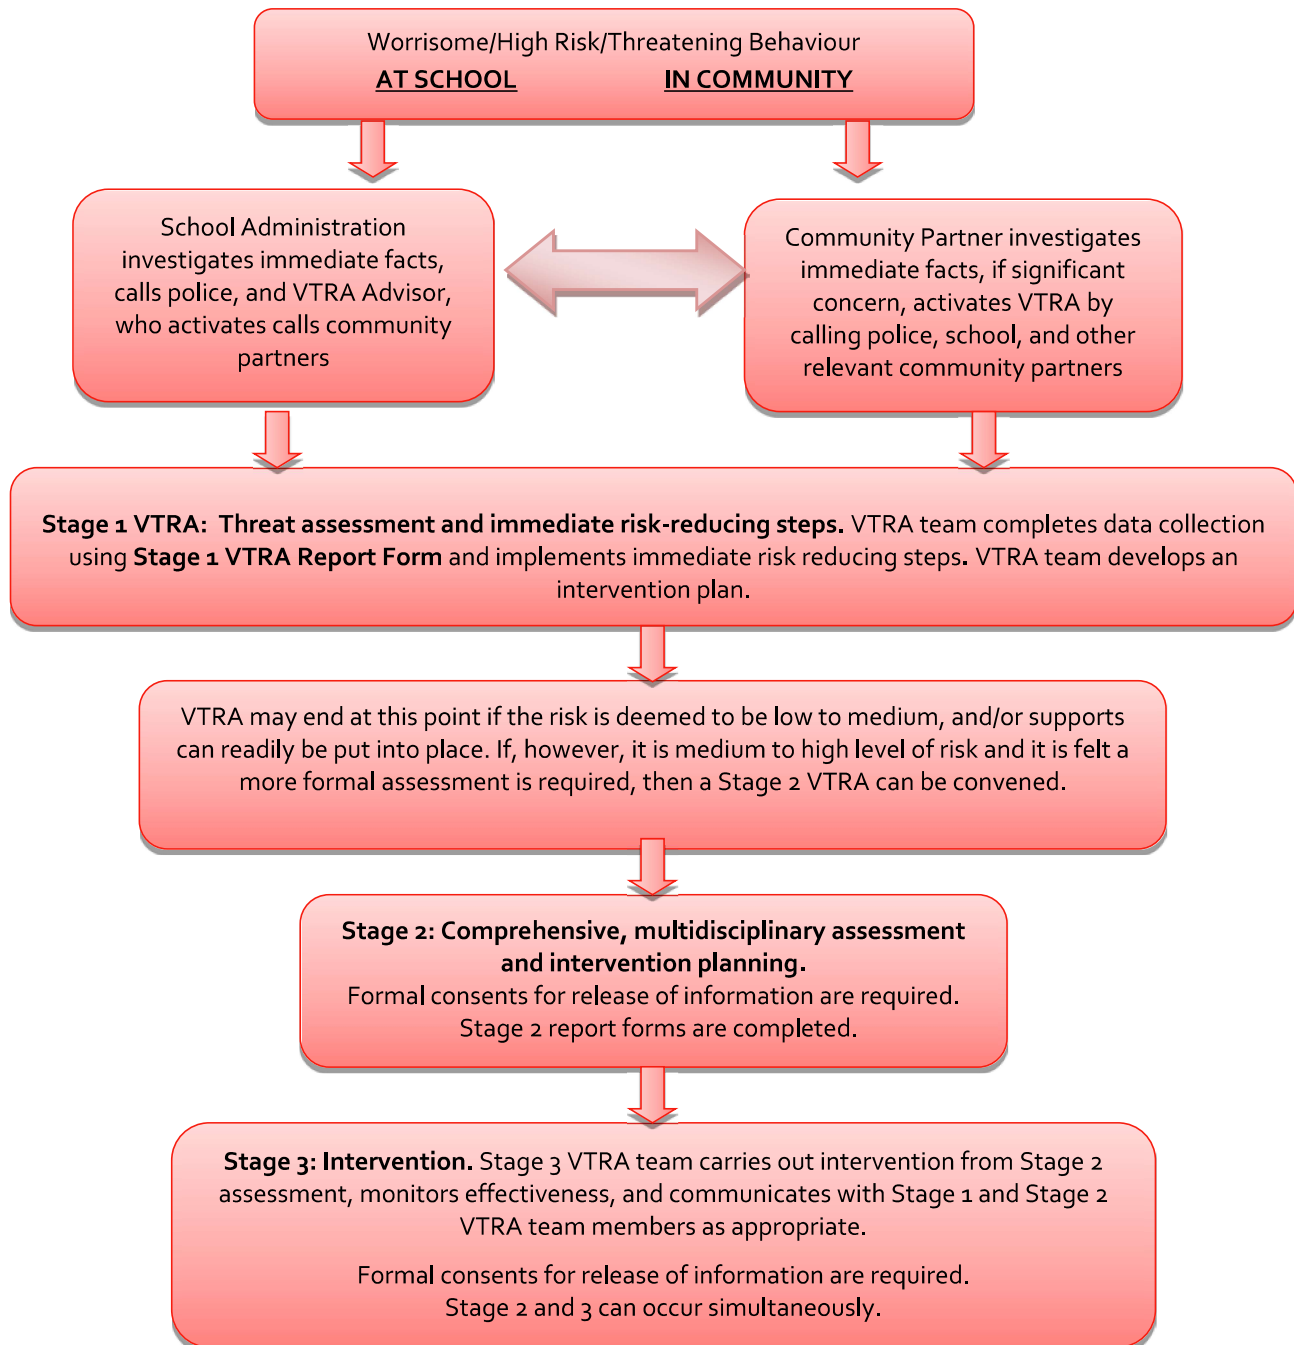 Worrisome/High Risk/Threatening Behaviour
AT SCHOOL IN COMMUNITY
School Administration
investigates immediate facts,
calls police, and VTRA Advisor,
who activates calls community
partners
Community Partner investigates
immediate facts, if significant
concern, activates VTRA by
calling police, school, and other
relevant community partners
Stage 1 VTRA: Threat assessment and immediate risk-reducing steps. VTRA team completes data collection
using Stage 1 VTRA Report Form and implements immediate risk reducing steps. VTRA team develops an
intervention plan.
VTRA may end at this point if the risk is deemed to be low to medium, and/or supports
can readily be put into place. If, however, it is medium to high level of risk and it is felt a
more formal assessment is required, then a Stage 2 VTRA can be convened.
Stage 2: Comprehensive, multidisciplinary assessment
and intervention planning.
Formal consents for release of information are required.
Stage 2 report forms are completed.
Stage 3: Intervention. Stage 3 VTRA team carries out intervention from Stage 2
assessment, monitors effectiveness, and communicates with Stage 1 and Stage 2
VTRA team members as appropriate.
Formal consents for release of information are required.
Stage 2 and 3 can occur simultaneously.